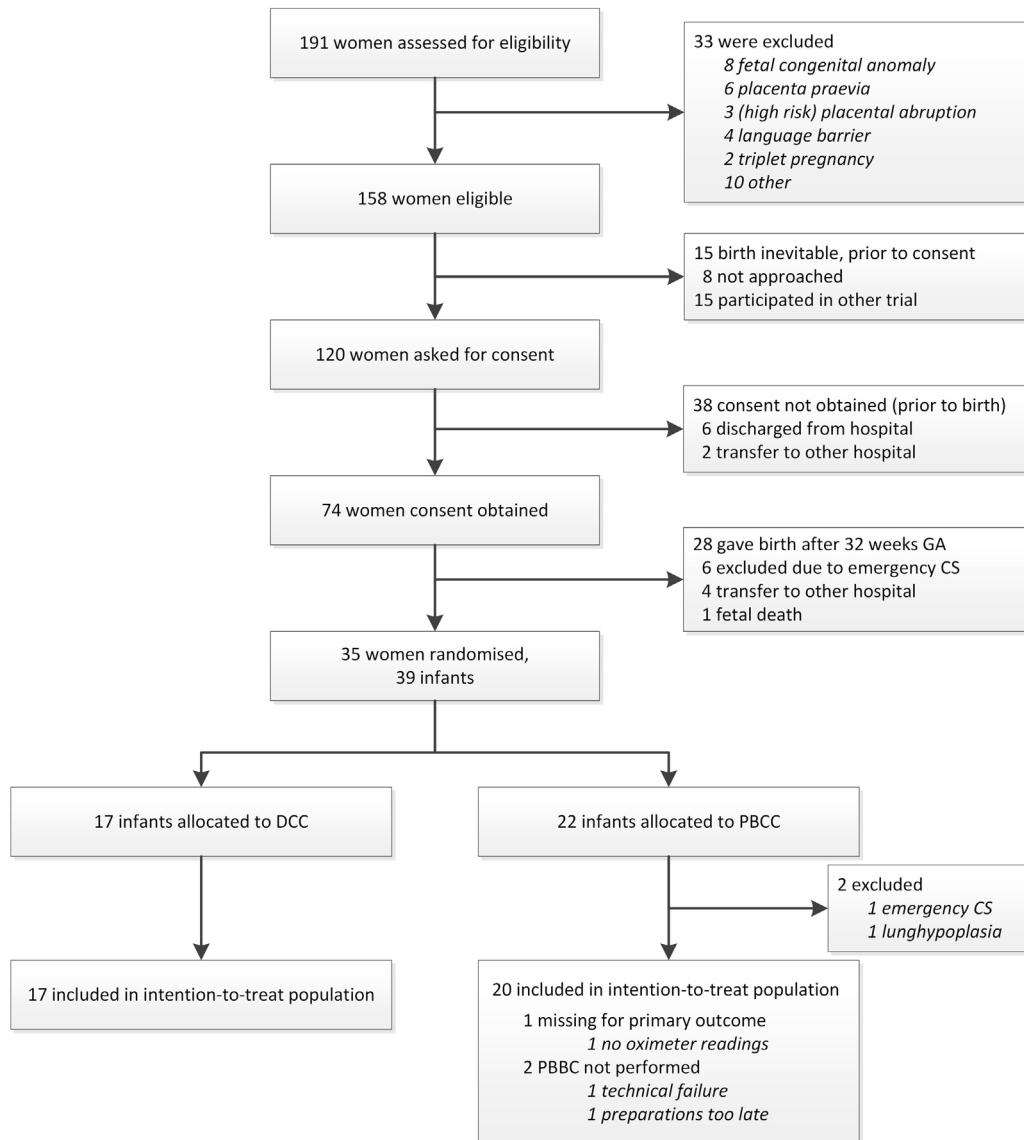 191 women assessed for eligibility
33 were excluded
8 fetal congenital anomaly
6 placenta praevia
3 (high risk) placental abruption
4 language barrier
2 triplet pregnancy
10 other
158 women eligible
15 birth inevitable, prior to consent
8 not approached
15 participated in other trial
120 women asked for consent
38 consent not obtained (prior to birth)
6 discharged from hospital
2 transfer to other hospital
74 women consent obtained
28 gave birth after 32 weeks GA
6 excluded due to emergency CS
4 transfer to other hospital
1 fetal death
35 women randomised,
39 infants
17 infants allocated to DCC
22 infants allocated to PBCC
2 excluded
1 emergency CS
1 lunghypoplasia
17 included in intention-to-treat population
20 included in intention-to-treat population
1 missing for primary outcome
1 no oximeter readings
2 PBBC not performed
1 technical failure
1 preparations too late